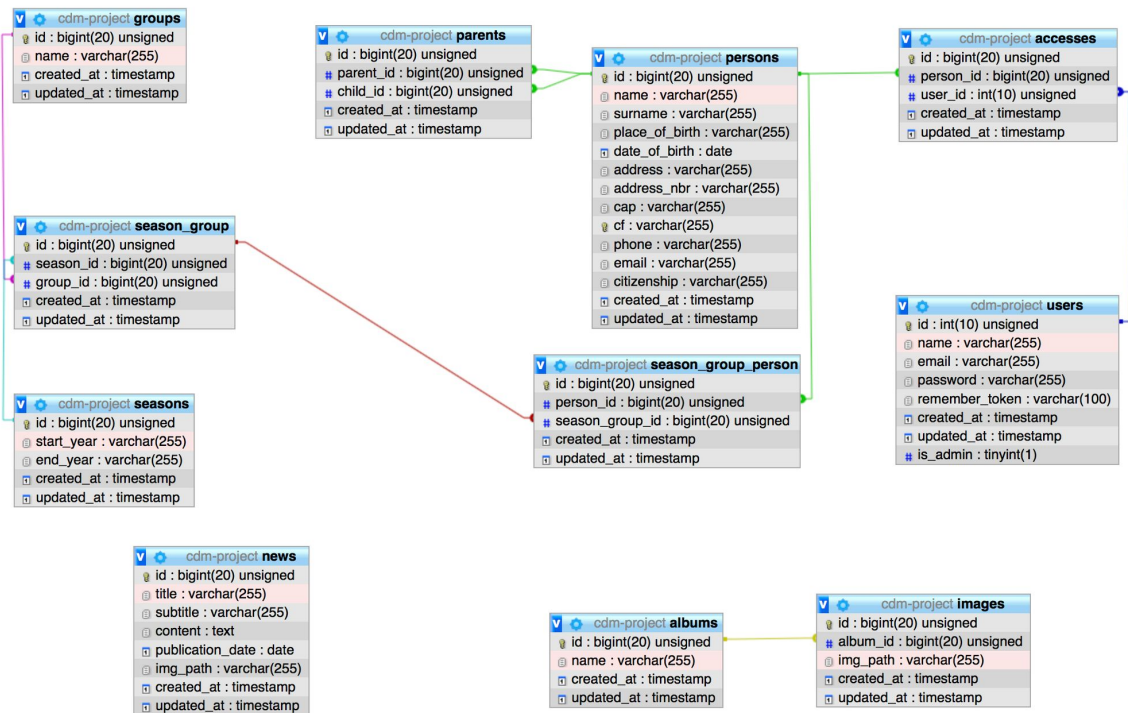 cdm-project groups
id : bigint(20) unsigned
name : varchar(255)
created_at : timestamp
updated_at : timestamp
cdm-project parents
id : bigint(20) unsigned
parent_id : bigint(20) unsigned
child_id : bigint(20) unsigned
created_at : timestamp
updated_at : timestamp
cdm-project persons
id : bigint(20) unsigned
name : varchar(255)
surname : varchar(255)
place_of_birth : varchar(255)
date_of_birth : date
address : varchar(255)
address_nbr : varchar(255)
cap : varchar(255)
cf : varchar(255)
phone : varchar(255)
email : varchar(255)
citizenship : varchar(255)
created_at : timestamp
updated_at : timestamp
cdm-project accesses
id : bigint(20) unsigned
person_id : bigint(20) unsigned
user_id : int(10) unsigned
created_at : timestamp
updated_at : timestamp
cdm-project season_group
id : bigint(20) unsigned
season_id : bigint(20) unsigned
group_id : bigint(20) unsigned
created_at : timestamp
updated_at : timestamp
cdm-project users
id : int(10) unsigned
name : varchar(255)
email : varchar(255)
password : varchar(255)
remember_token : varchar(100)
created_at : timestamp
updated_at : timestamp
is_admin : tinyint(1)
cdm-project season_group_person
id : bigint(20) unsigned
person_id : bigint(20) unsigned
season_group_id : bigint(20) unsigned
created_at : timestamp
updated_at : timestamp
cdm-project seasons
id : bigint(20) unsigned
start_year : varchar(255)
end_year : varchar(255)
created_at : timestamp
updated_at : timestamp
cdm-project news
id : bigint(20) unsigned
title : varchar(255)
subtitle : varchar(255)
content : text
publication_date : date
img_path : varchar(255)
created_at : timestamp
updated_at : timestamp
cdm-project albums
id : bigint(20) unsigned
name : varchar(255)
created_at : timestamp
updated_at : timestamp
cdm-project images
id : bigint(20) unsigned
album_id : bigint(20) unsigned
img_path : varchar(255)
created_at : timestamp
updated_at : timestamp